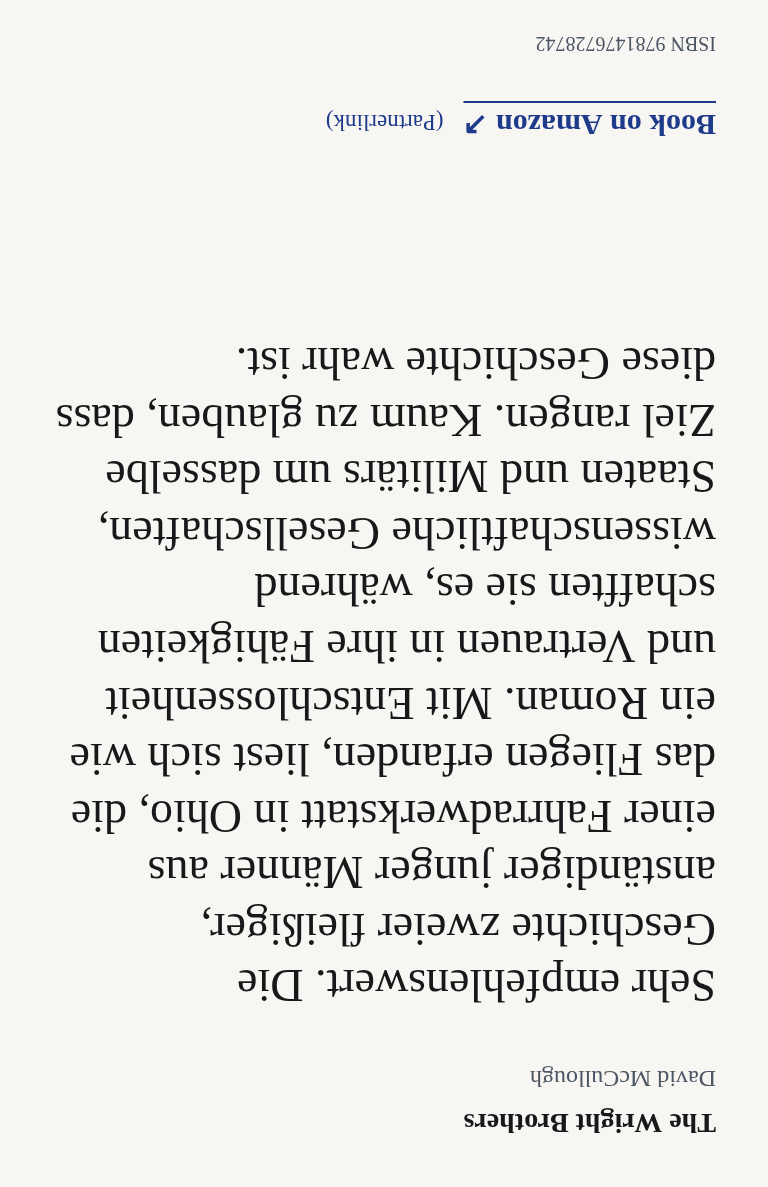 The Wright Brothers
David McCullough
Sehr empfehlenswert. Die
Geschichte zweier fleißiger,
anständiger junger Männer aus
einer Fahrradwerkstatt in Ohio, die
das Fliegen erfanden, liest sich wie
ein Roman. Mit Entschlossenheit
und Vertrauen in ihre Fähigkeiten
schafften sie es, während
wissenschaftliche Gesellschaften,
Staaten und Militärs um dasselbe
Ziel rangen. Kaum zu glauben, dass
diese Geschichte wahr ist.
Book on Amazon ↗ (Partnerlink)
ISBN 9781476728742